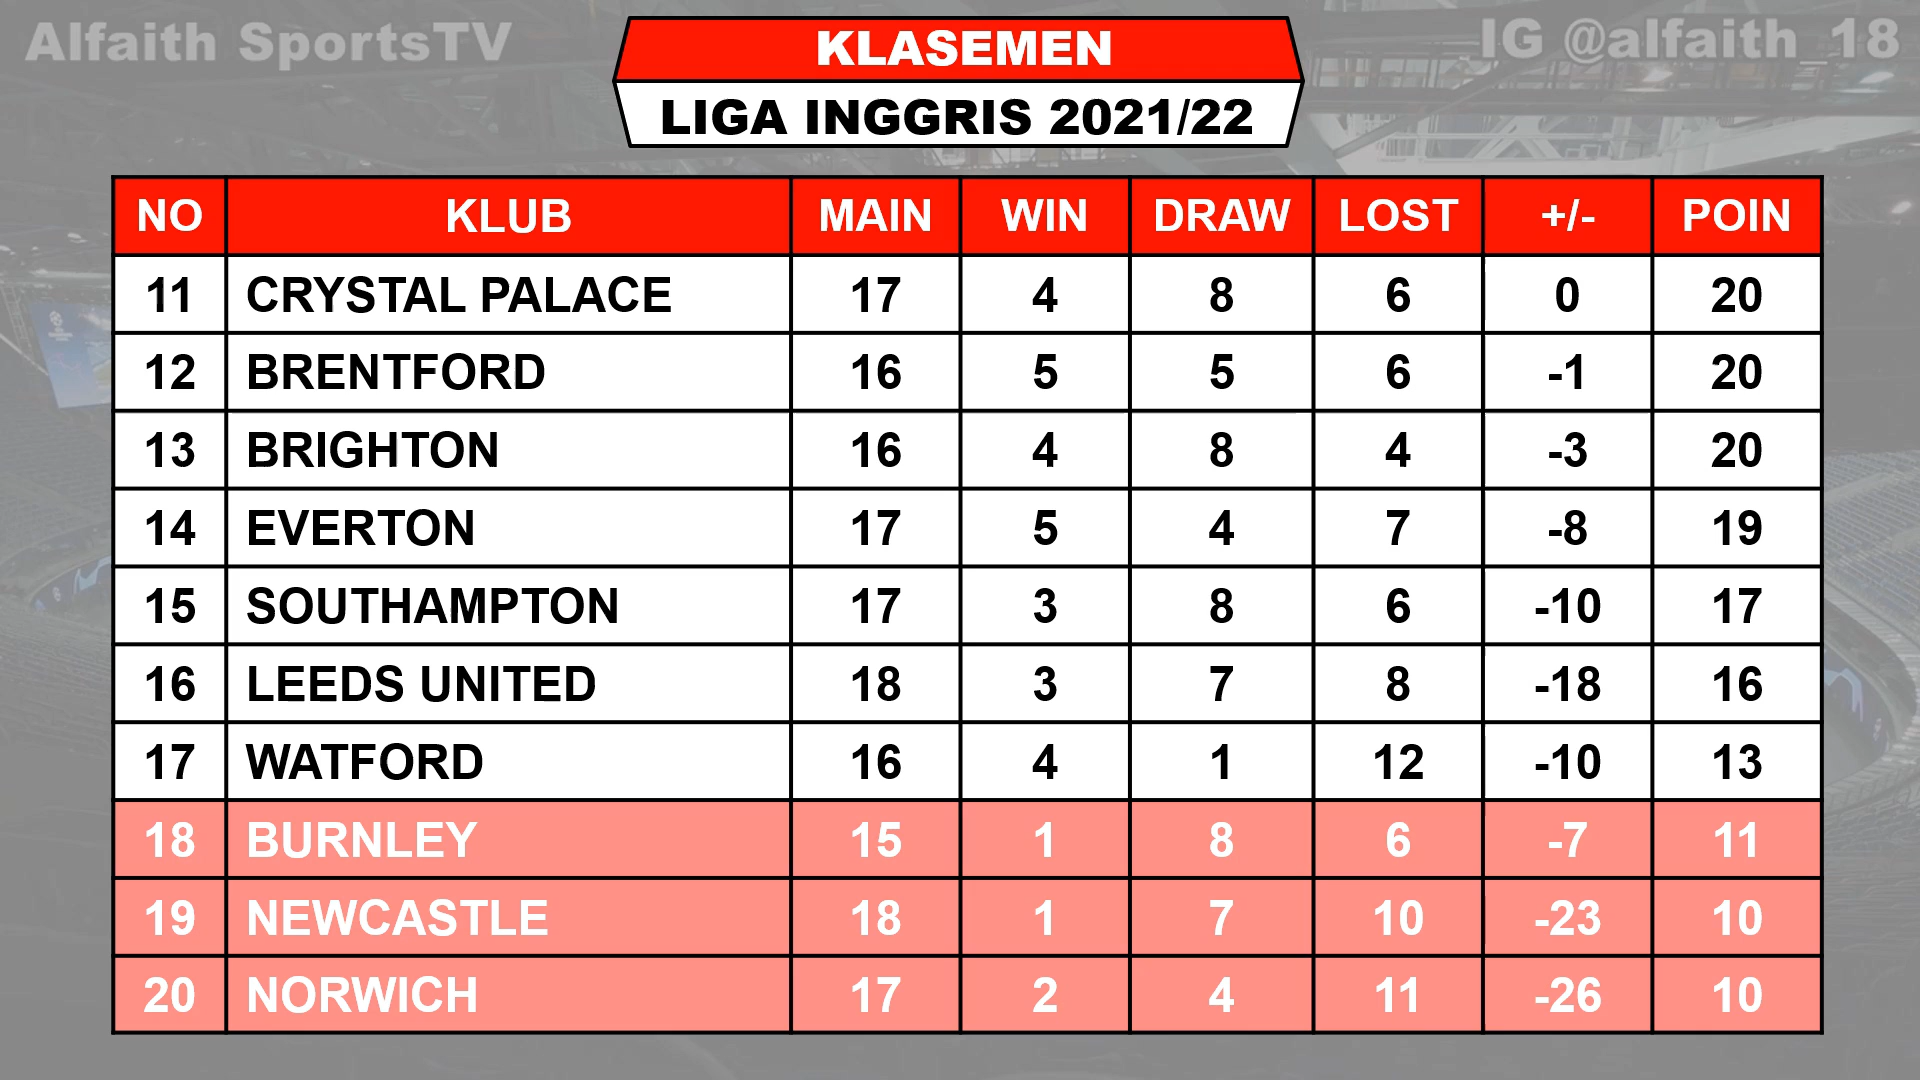 Alfaith SportsTV
IG @alfaith_18
KLASEMEN
LIGA INGGRIS 2021/22
NO KLUB MAIN WIN DRAW LOST +/- POIN
11 CRYSTAL PALACE 17 4 8 6 0 20
12 BRENTFORD 16 5 5 6 -1 20
13 BRIGHTON 16 4 8 4 -3 20
14 EVERTON 17 5 4 7 -8 19
15 SOUTHAMPTON 17 3 8 6 -10 17
16 LEEDS UNITED 18 3 7 8 -18 16
17 WATFORD 16 4 1 12 -10 13
18 BURNLEY 15 1 8 6 -7 11
19 NEWCASTLE 18 1 7 10 -23 10
20 NORWICH 17 2 4 11 -26 10